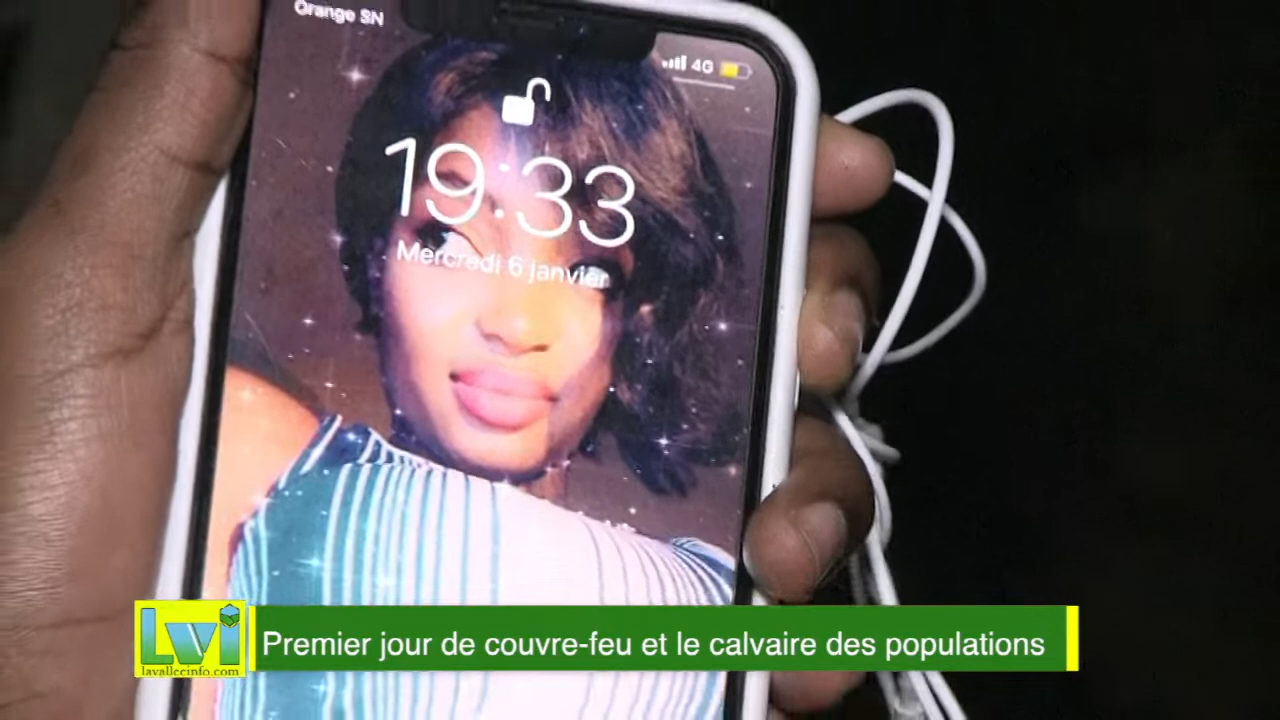 Orange SN
4G
19:33
Mercredi 6 janvier
Lvi
lavalleeinfo.com
Premier jour de couvre-feu et le calvaire des populations